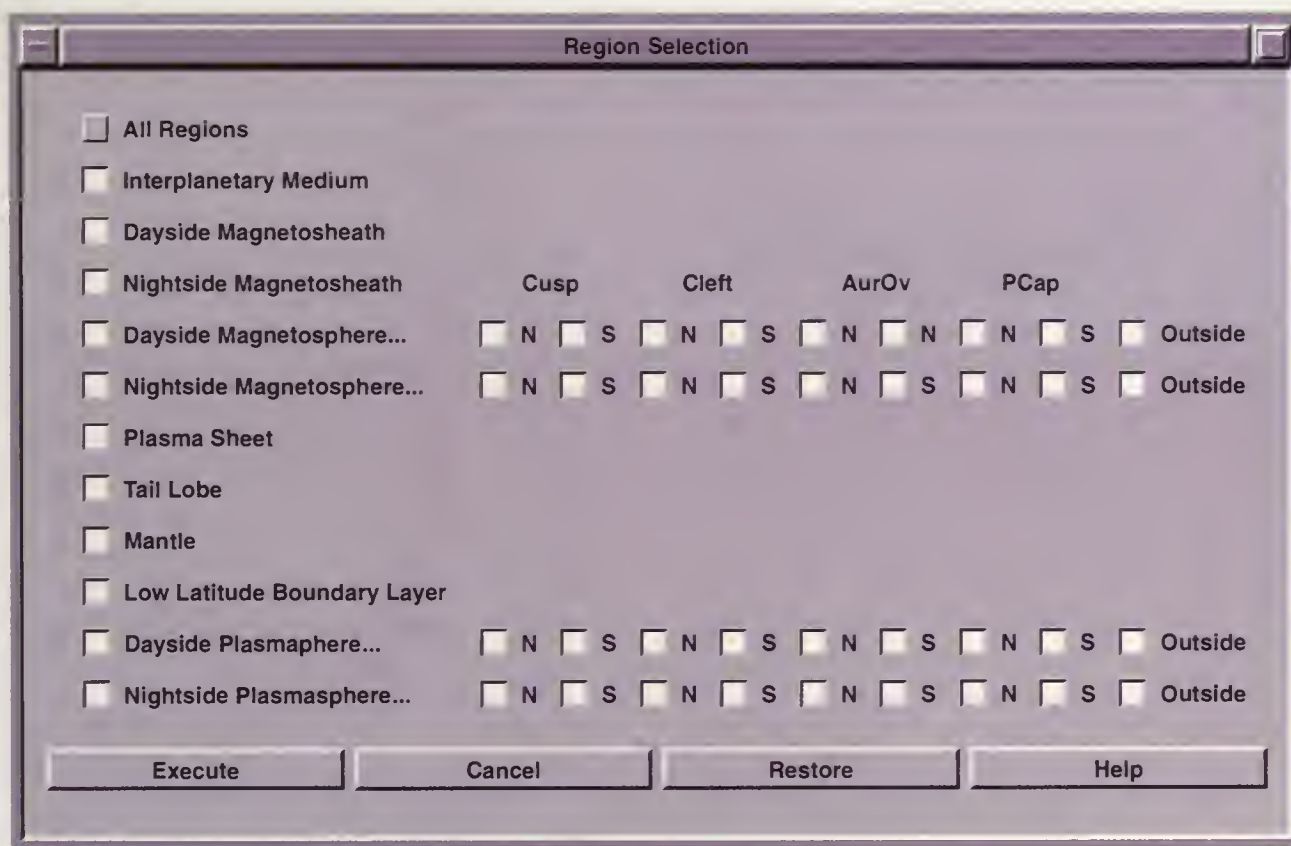 Region Selection
All Regions
Interplanetary Medium
Dayside Magnetosheath
Nightside Magnetosheath Cusp Cleft AurOv PCap
Dayside Magnetosphere... N S N S N N N S Outside
Nightside Magnetosphere... N S N S N S N S Outside
Plasma Sheet
Tail Lobe
Mantle
Low Latitude Boundary Layer
Dayside Plasmaphere... N S N S N S N S Outside
Nightside Plasmasphere... N S N S N S N S Outside
Execute Cancel Restore Help